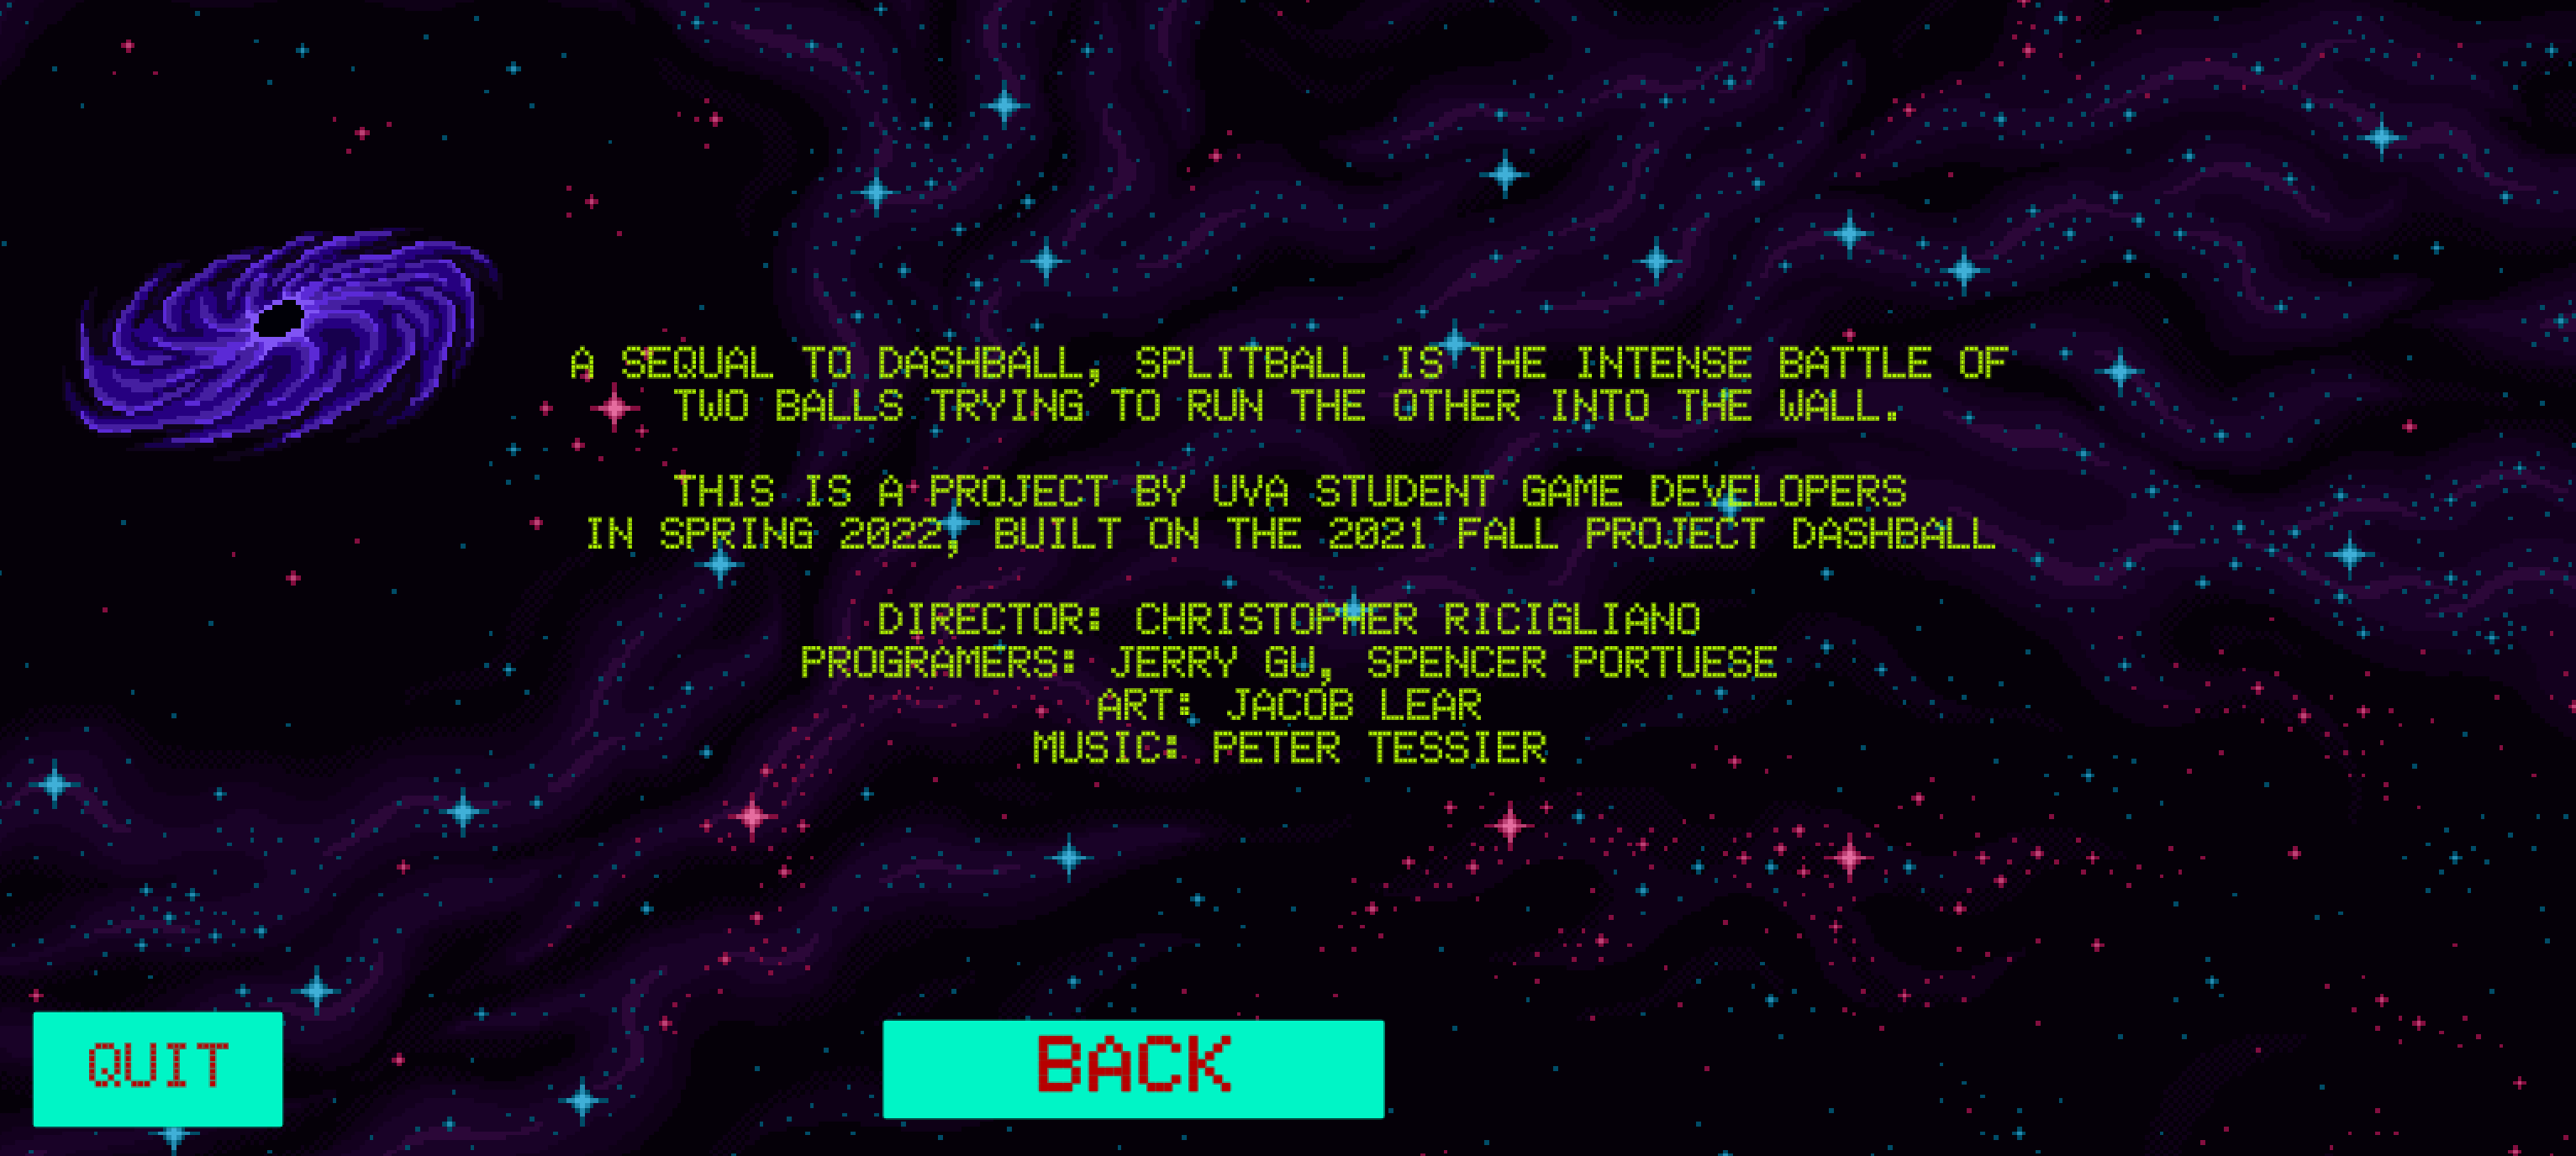 A SEQUAL TO DASHBALL, SPLITBALL IS THE INTENSE BATTLE OF
TWO BALLS TRYING TO RUN THE OTHER INTO THE WALL.
THIS IS A PROJECT BY UVA STUDENT GAME DEVELOPERS
IN SPRING 2022, BUILT ON THE 2021 FALL PROJECT DASHBALL
DIRECTOR: CHRISTOPHER RICIGLIANO
PROGRAMERS: JERRY GU, SPENCER PORTUESE
ART: JACOB LEAR
MUSIC: PETER TESSIER
QUIT
BACK